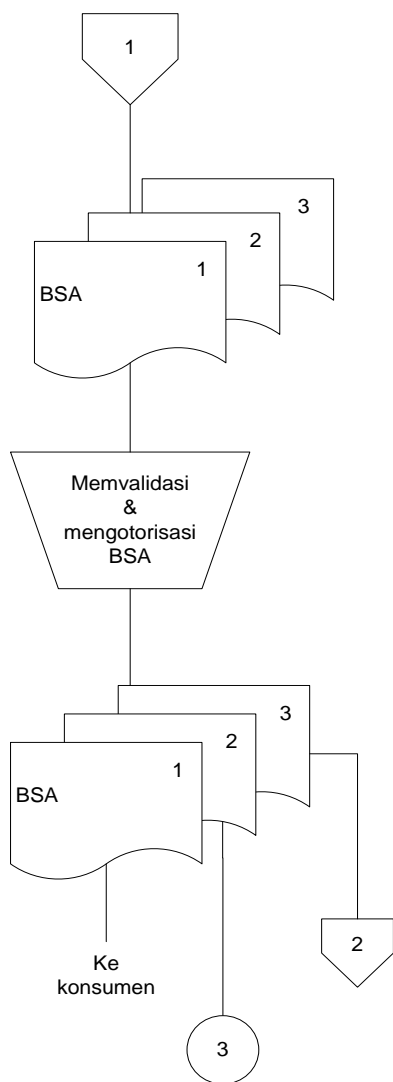 1
3
2
1
BSA
Memvalidasi
&
mengotorisasi
BSA
3
2
1
BSA
2
Ke
konsumen
3